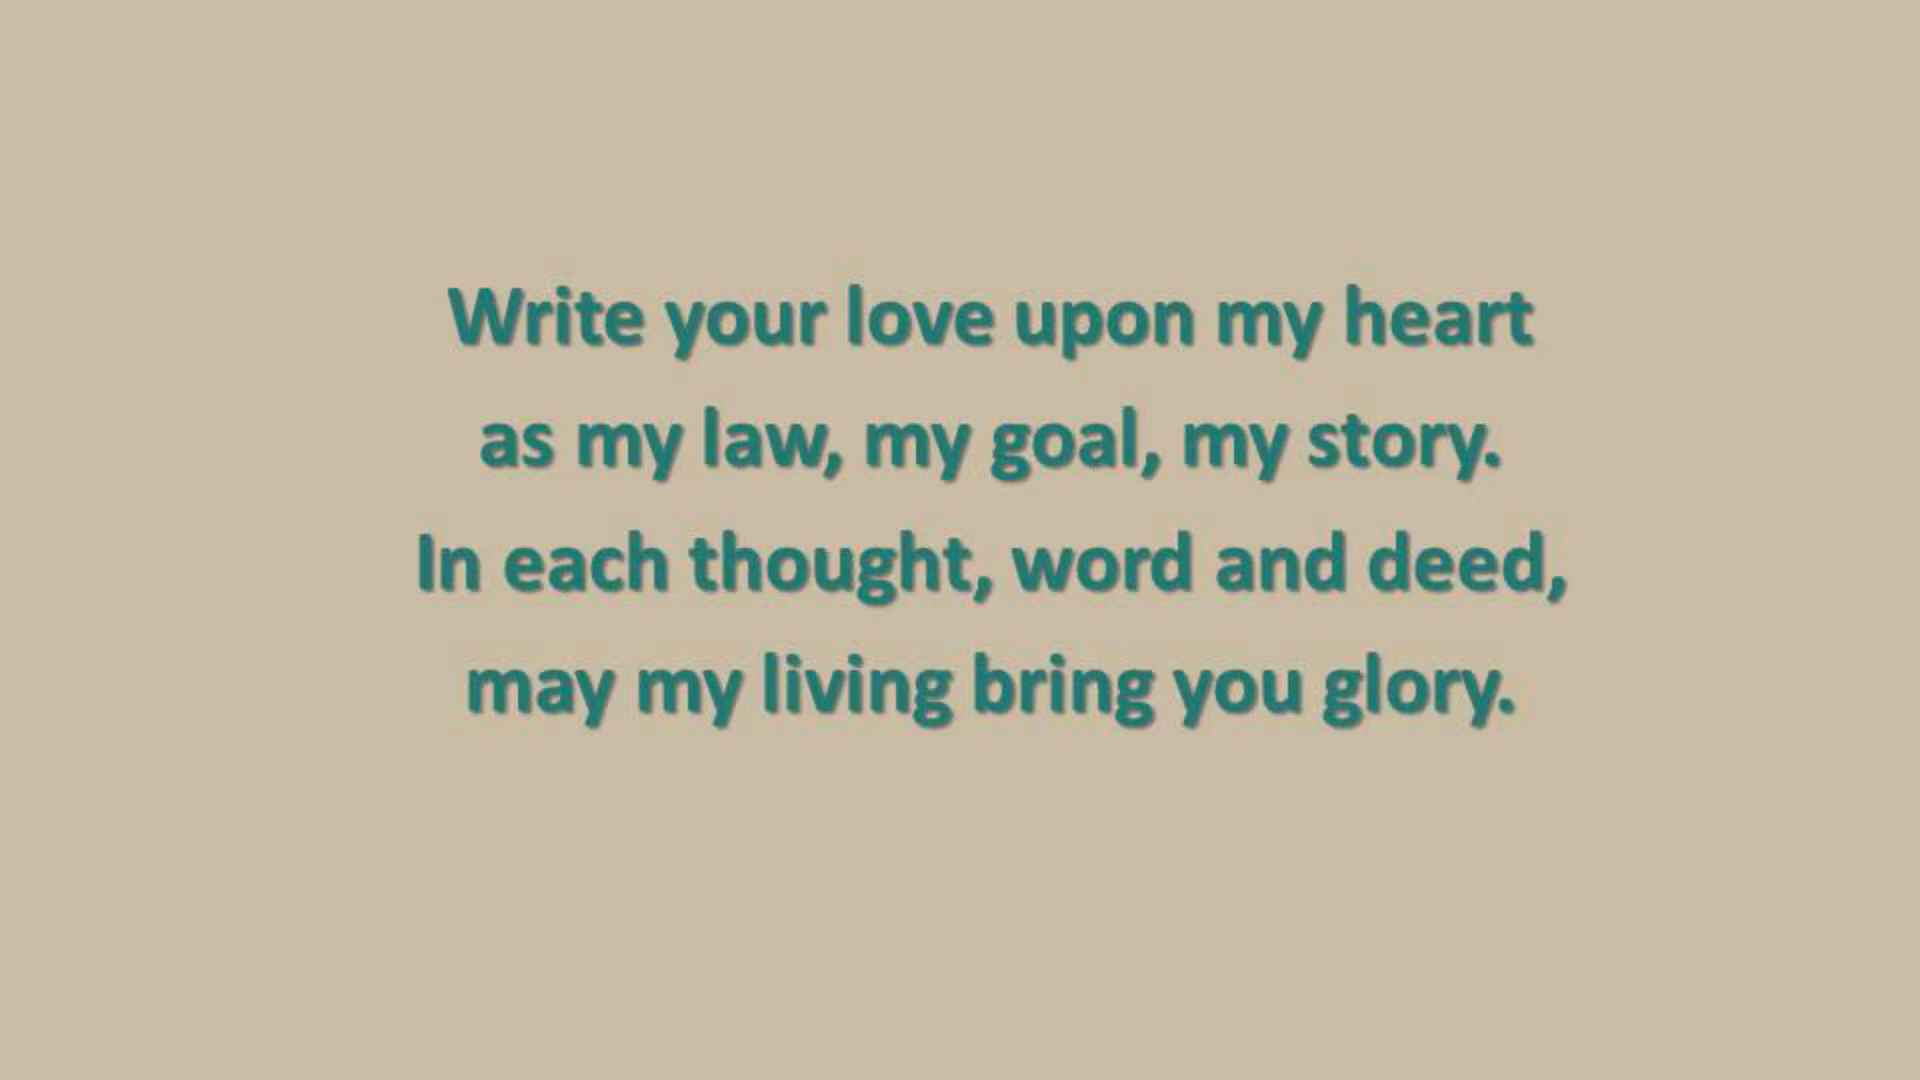 Write your love upon my heart
as my law, my goal, my story.
In each thought, word and deed,
may my living bring you glory.